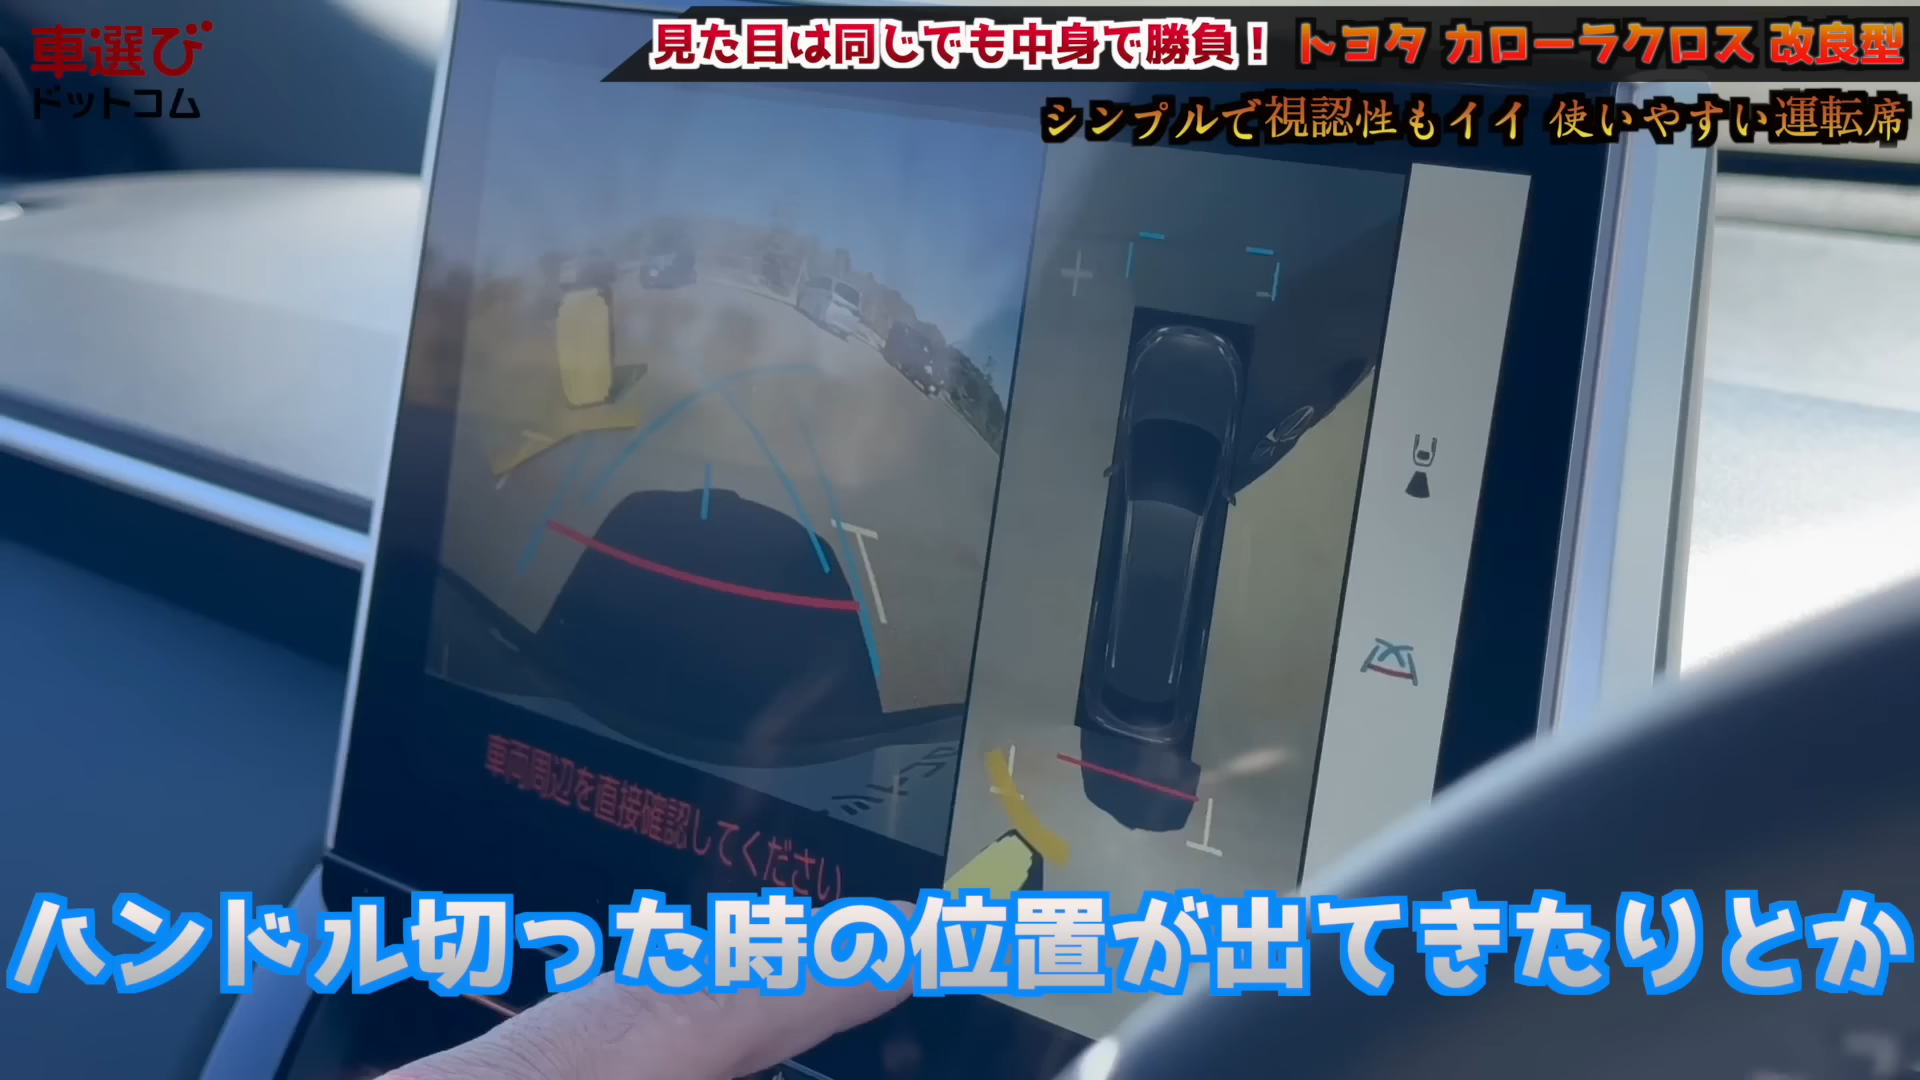 車選び
ドットコム
見た目は同じでも中身で勝負！ トヨタ カローラクロス 改良型
シンプルで視認性もイイ 使いやすい運転席
車両周辺を直接確認してください
ハンドル切った時の位置が出てきたりとか